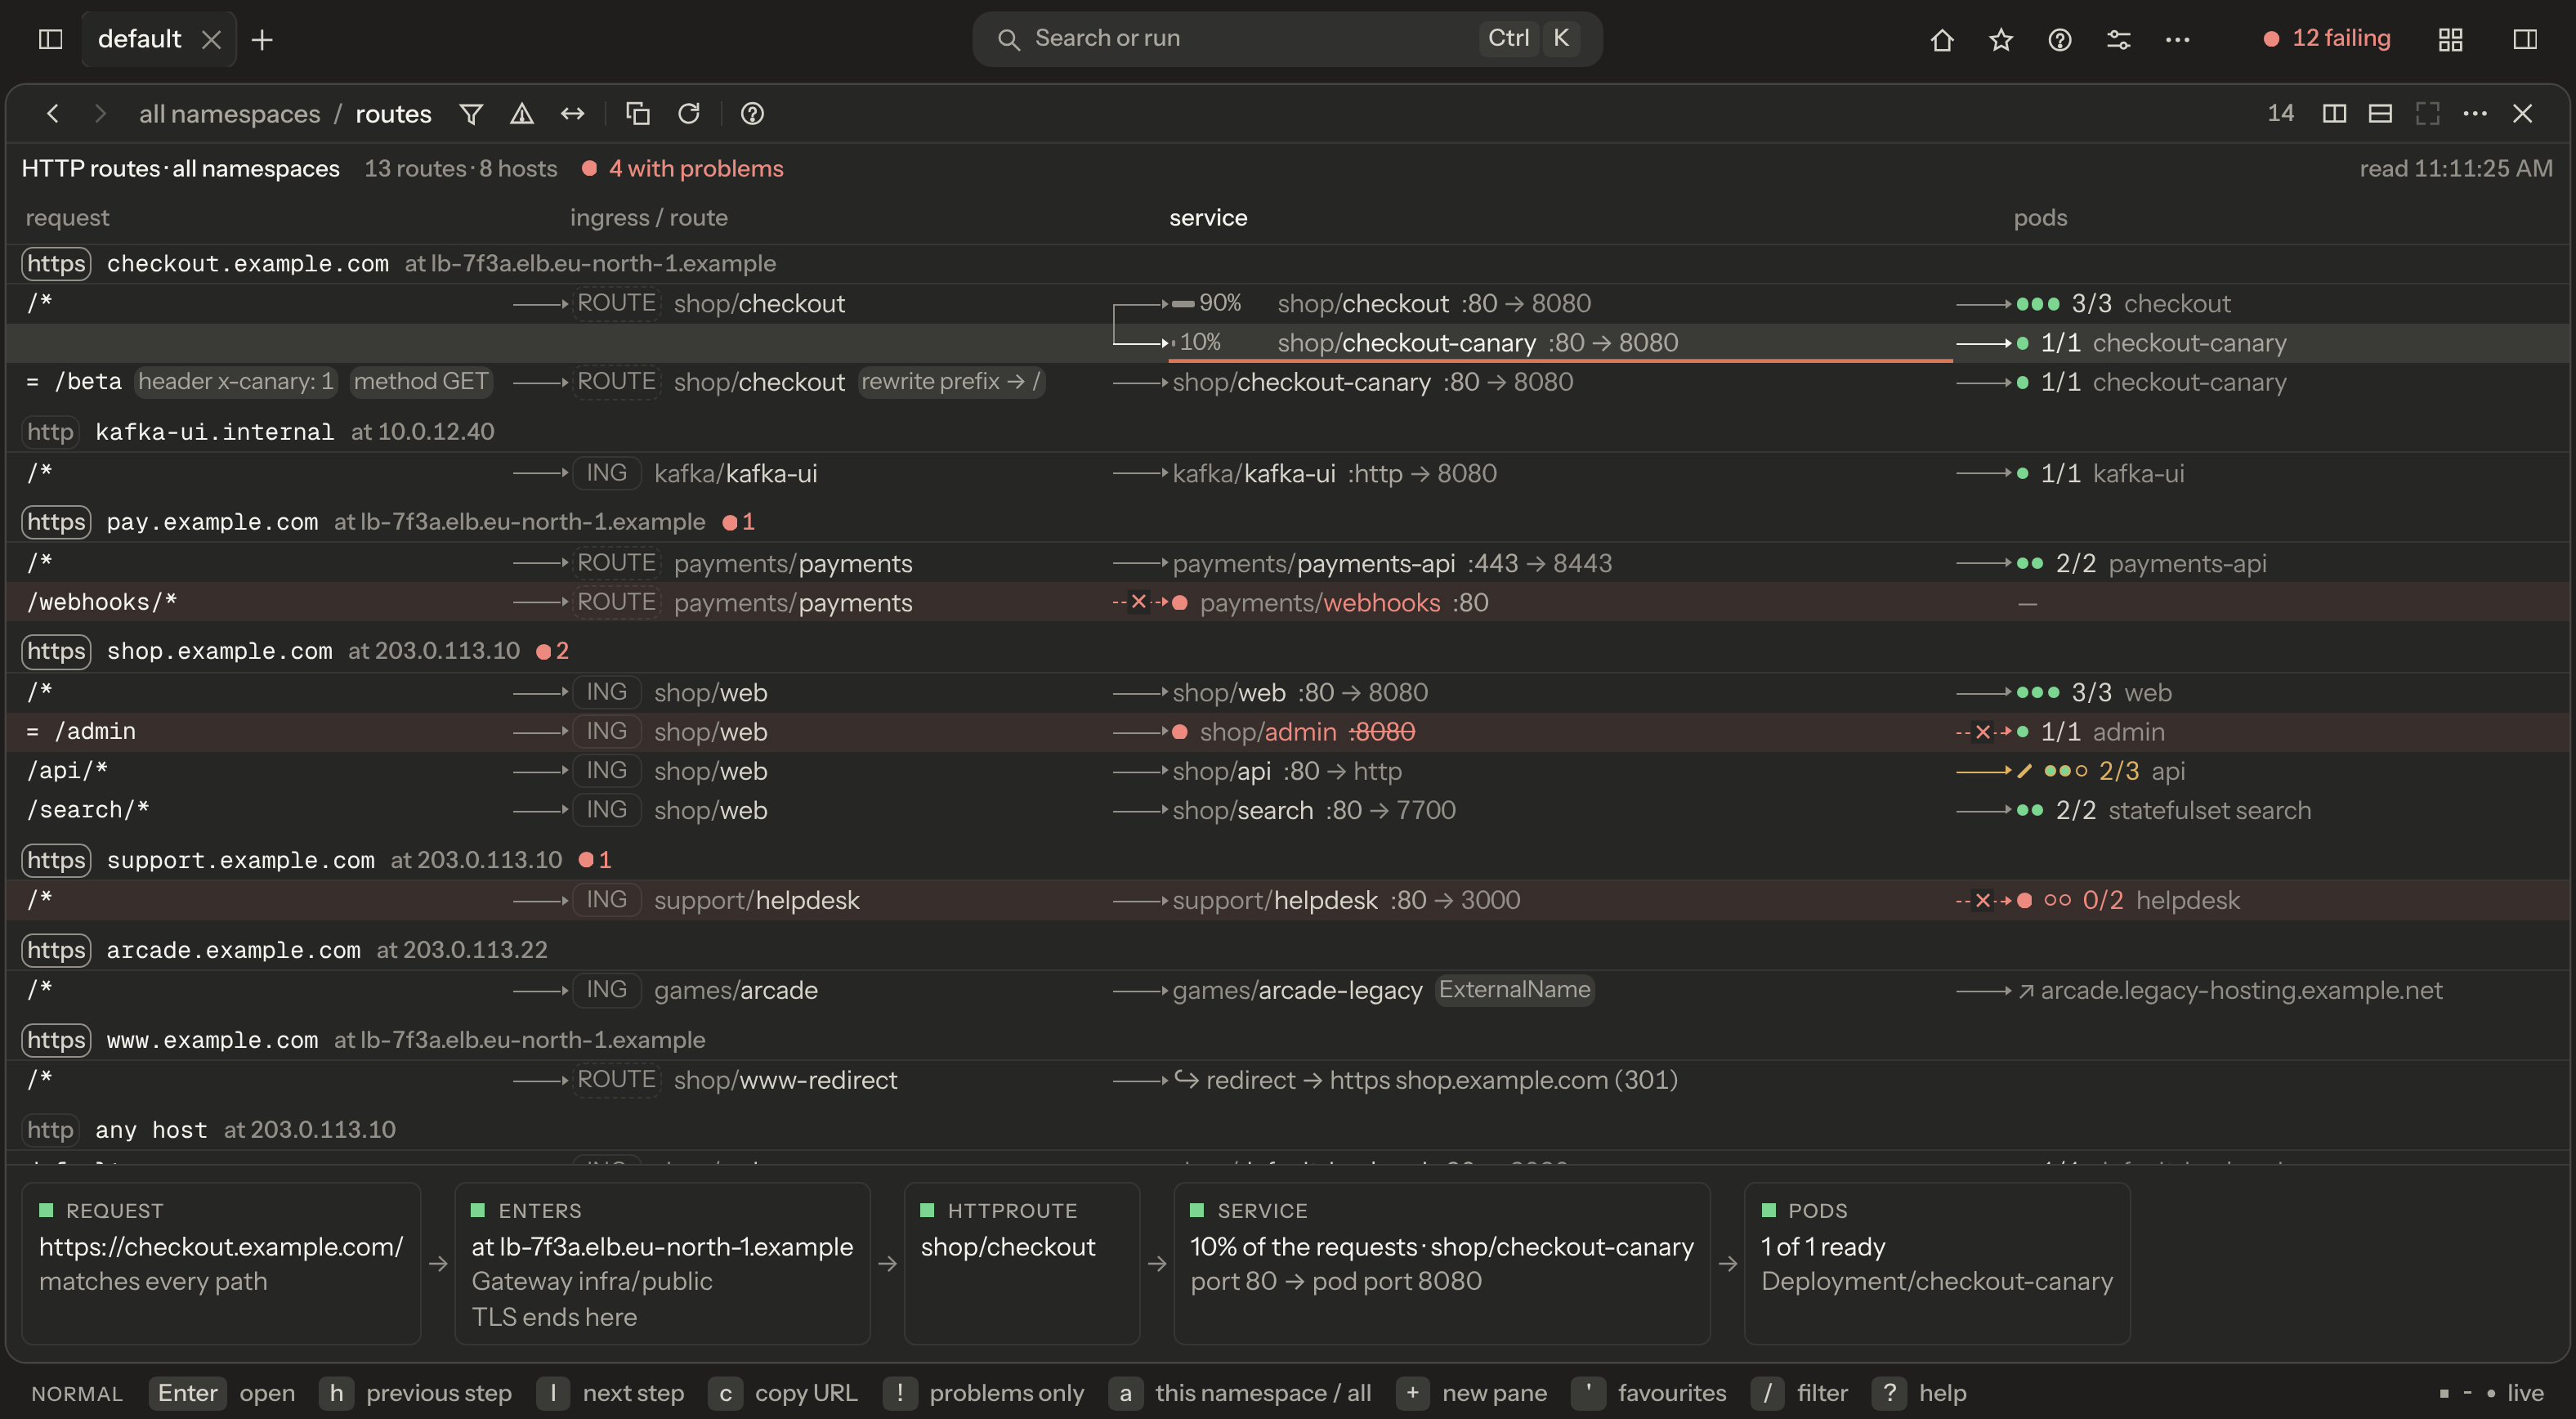 default
Search or run Ctrl K
12 failing
all namespaces / routes
14
HTTP routes · all namespaces 13 routes · 8 hosts 4 with problems read 11:11:25 AM
request ingress / route service pods
https checkout.example.com at lb-7f3a.elb.eu-north-1.example
/* ROUTE shop/checkout 90% shop/checkout :80 → 8080 3/3 checkout
10% shop/checkout-canary :80 → 8080 1/1 checkout-canary
= /beta header x-canary: 1 method GET ROUTE shop/checkout rewrite prefix → / shop/checkout-canary :80 → 8080 1/1 checkout-canary
http kafka-ui.internal at 10.0.12.40
/* ING kafka/kafka-ui kafka/kafka-ui :http → 8080 1/1 kafka-ui
https pay.example.com at lb-7f3a.elb.eu-north-1.example 1
/* ROUTE payments/payments payments/payments-api :443 → 8443 2/2 payments-api
/webhooks/* ROUTE payments/payments payments/webhooks :80 —
https shop.example.com at 203.0.113.10 2
/* ING shop/web shop/web :80 → 8080 3/3 web
= /admin ING shop/web shop/admin :8080 1/1 admin
/api/* ING shop/web shop/api :80 → http 2/3 api
/search/* ING shop/web shop/search :80 → 7700 2/2 statefulset search
https support.example.com at 203.0.113.10 1
/* ING support/helpdesk support/helpdesk :80 → 3000 0/2 helpdesk
https arcade.example.com at 203.0.113.22
/* ING games/arcade games/arcade-legacy ExternalName ↗ arcade.legacy-hosting.example.net
https www.example.com at lb-7f3a.elb.eu-north-1.example
/* ROUTE shop/www-redirect ↪ redirect → https shop.example.com (301)
http any host at 203.0.113.10
REQUEST
https://checkout.example.com/
matches every path
→
ENTERS
at lb-7f3a.elb.eu-north-1.example
Gateway infra/public
TLS ends here
→
HTTPROUTE
shop/checkout
→
SERVICE
10% of the requests · shop/checkout-canary
port 80 → pod port 8080
→
PODS
1 of 1 ready
Deployment/checkout-canary
NORMAL Enter open h previous step l next step c copy URL ! problems only a this namespace / all + new pane ' favourites / filter ? help live